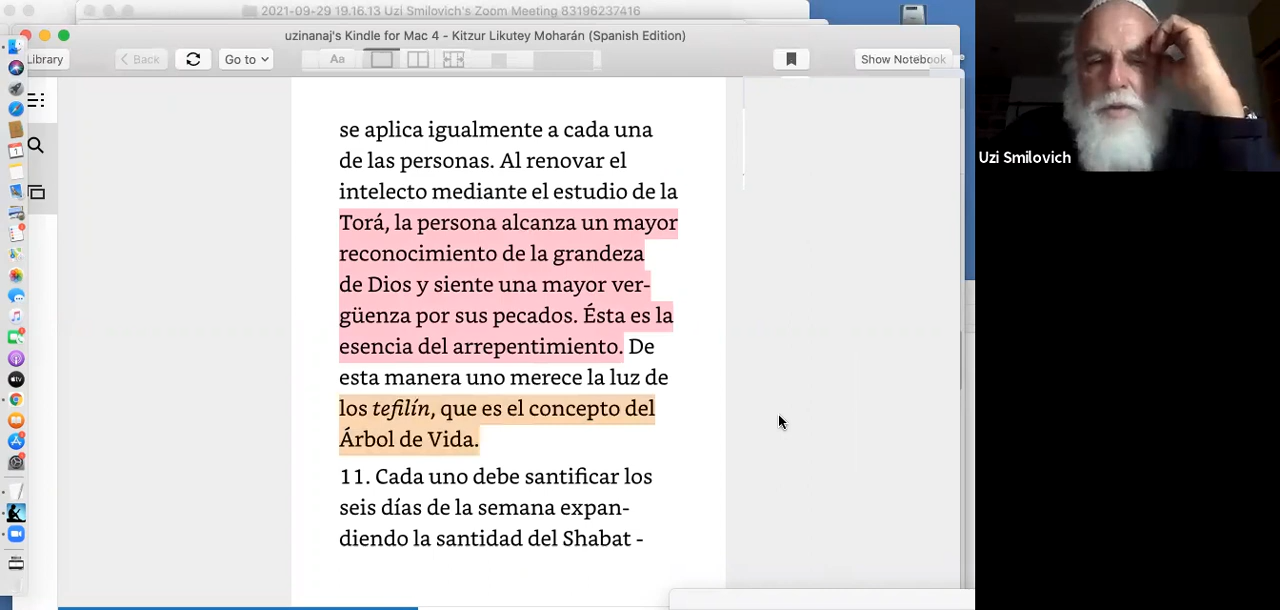 2021-09-29 19.16.13 Uzi Smilovich's Zoom Meeting 83196237416
uzinanaj's Kindle for Mac 4 - Kitzur Likutey Moharán (Spanish Edition)
Library
Back
Go to
Aa
Show Notebook
se aplica igualmente a cada una
de las personas. Al renovar el
intelecto mediante el estudio de la
Torá, la persona alcanza un mayor
reconocimiento de la grandeza
de Dios y siente una mayor ver-
güenza por sus pecados. Ésta es la
esencia del arrepentimiento. De
esta manera uno merece la luz de
los tefilín, que es el concepto del
Árbol de Vida.
11. Cada uno debe santificar los
seis días de la semana expan-
diendo la santidad del Shabat -
Uzi Smilovich